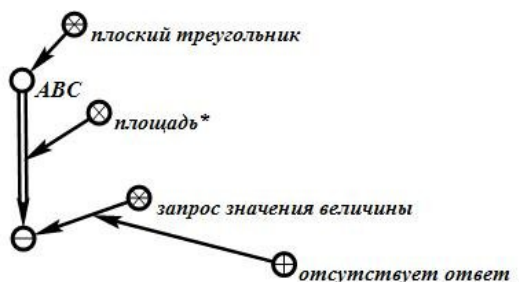 плоский треугольник
ABC
площадь*
запрос значения величины
отсутствует ответ